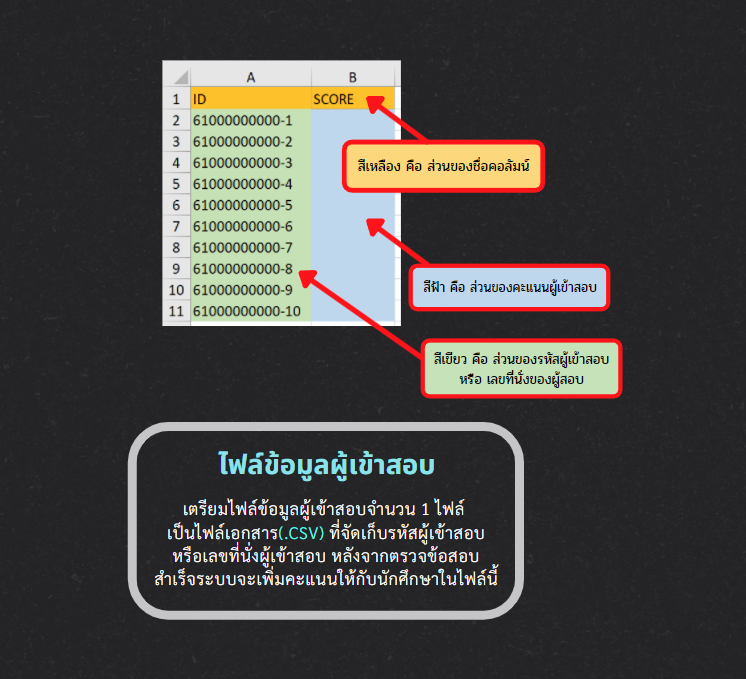 A B
1 ID SCORE
2 61000000000-1
3 61000000000-2
4 61000000000-3
5 61000000000-4
6 61000000000-5
7 61000000000-6
8 61000000000-7
9 61000000000-8
10 61000000000-9
11 61000000000-10
สีเหลือง คือ ส่วนของชื่อคอลัมน์
สีฟ้า คือ ส่วนของคะแนนผู้เข้าสอบ
สีเขียว คือ ส่วนของรหัสผู้เข้าสอบ
หรือ เลขที่นั่งของผู้สอบ
ไฟล์ข้อมูลผู้เข้าสอบ
เตรียมไฟล์ข้อมูลผู้เข้าสอบจำนวน 1 ไฟล์
เป็นไฟล์เอกสาร(.CSV) ที่จัดเก็บรหัสผู้เข้าสอบ
หรือเลขที่นั่งผู้เข้าสอบ หลังจากตรวจข้อสอบ
สำเร็จระบบจะเพิ่มคะแนนให้กับนักศึกษาในไฟล์นี้